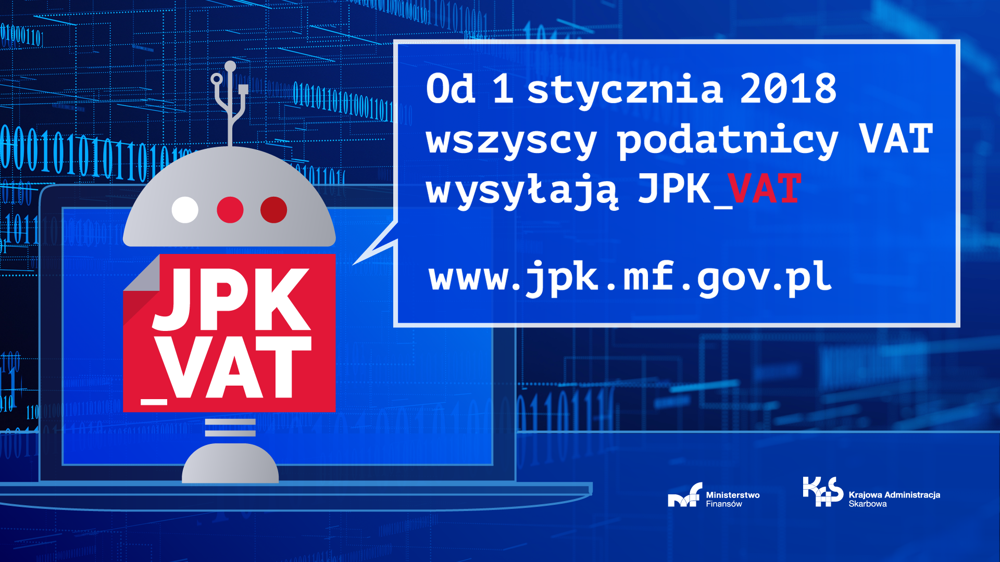 Od 1 stycznia 2018
wszyscy podatnicy VAT
wysyłają JPK_VAT
www.jpk.mf.gov.pl
JPK
_VAT
Ministerstwo
Finansów
KAS
Krajowa Administracja
Skarbowa